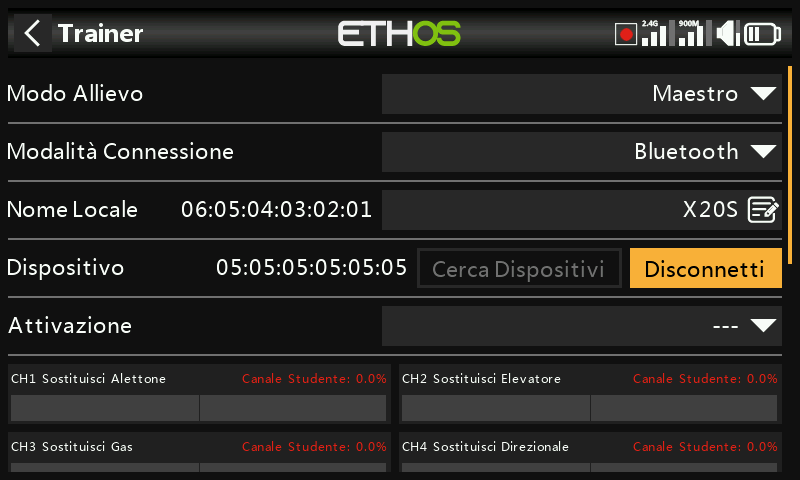 Trainer ETHOS 2.4G 900M
Modo Allievo Maestro
Modalità Connessione Bluetooth
Nome Locale 06:05:04:03:02:01 X20S
Dispositivo 05:05:05:05:05:05 Cerca Dispositivi Disconnetti
Attivazione ---
CH1 Sostituisci Alettone Canale Studente: 0.0% CH2 Sostituisci Elevatore Canale Studente: 0.0%
CH3 Sostituisci Gas Canale Studente: 0.0% CH4 Sostituisci Direzionale Canale Studente: 0.0%